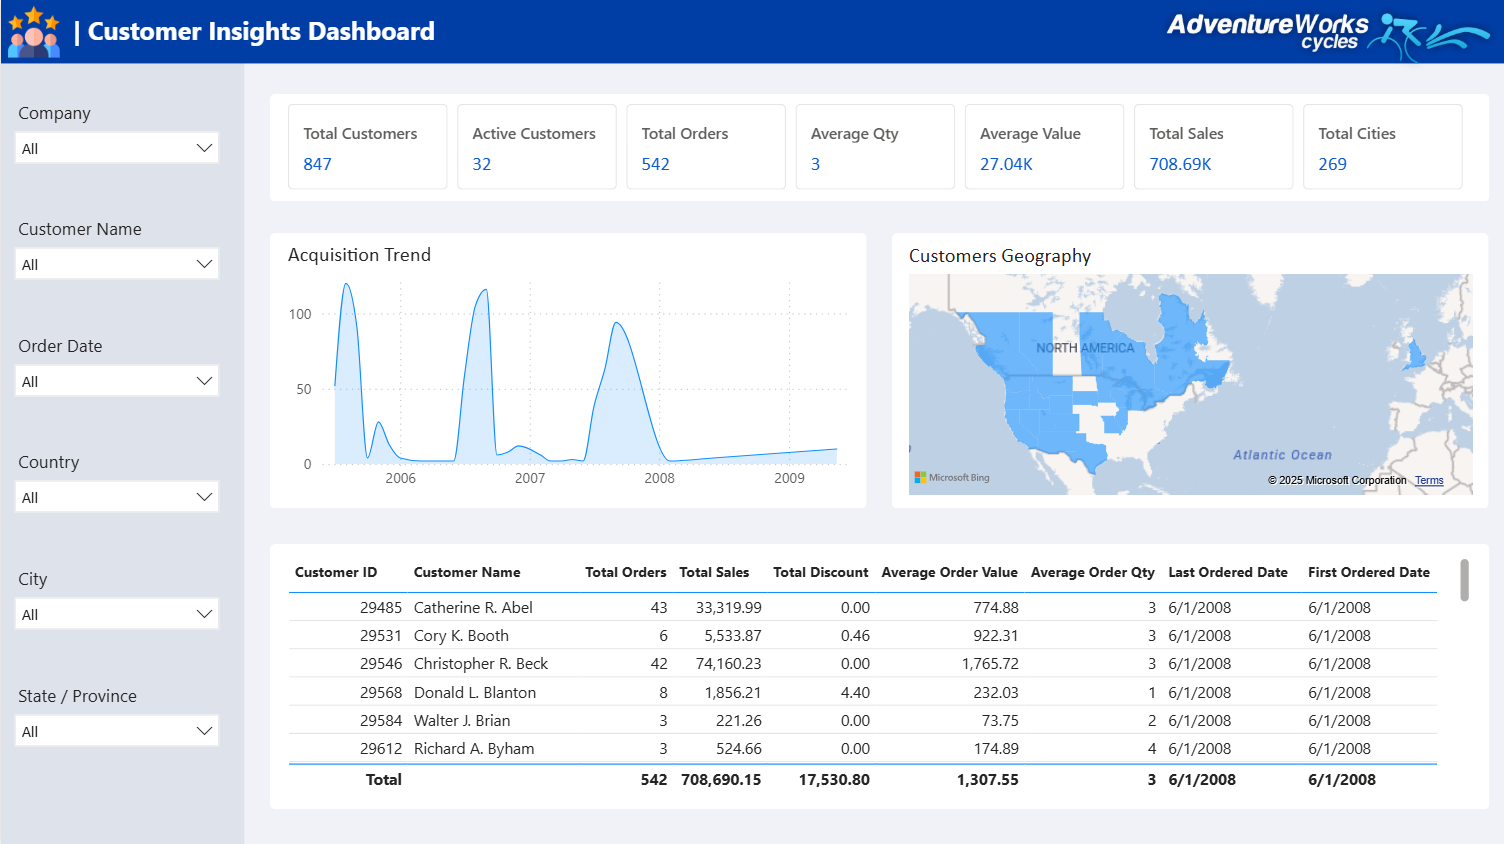 | Customer Insights Dashboard
AdventureWorks
cycles
Company
All
Customer Name
All
Order Date
All
Country
All
City
All
State / Province
All
Total Customers
847
Active Customers
32
Total Orders
542
Average Qty
3
Average Value
27.04K
Total Sales
708.69K
Total Cities
269
Acquisition Trend
100
50
0
2006 2007 2008 2009
Customers Geography
NORTH AMERICA
Atlantic Ocean
Microsoft Bing
© 2025 Microsoft Corporation Terms
Customer ID Customer Name Total Orders Total Sales Total Discount Average Order Value Average Order Qty Last Ordered Date First Ordered Date
29485 Catherine R. Abel 43 33,319.99 0.00 774.88 3 6/1/2008 6/1/2008
29531 Cory K. Booth 6 5,533.87 0.46 922.31 3 6/1/2008 6/1/2008
29546 Christopher R. Beck 42 74,160.23 0.00 1,765.72 3 6/1/2008 6/1/2008
29568 Donald L. Blanton 8 1,856.21 4.40 232.03 1 6/1/2008 6/1/2008
29584 Walter J. Brian 3 221.26 0.00 73.75 2 6/1/2008 6/1/2008
29612 Richard A. Byham 3 524.66 0.00 174.89 4 6/1/2008 6/1/2008
Total 542 708,690.15 17,530.80 1,307.55 3 6/1/2008 6/1/2008